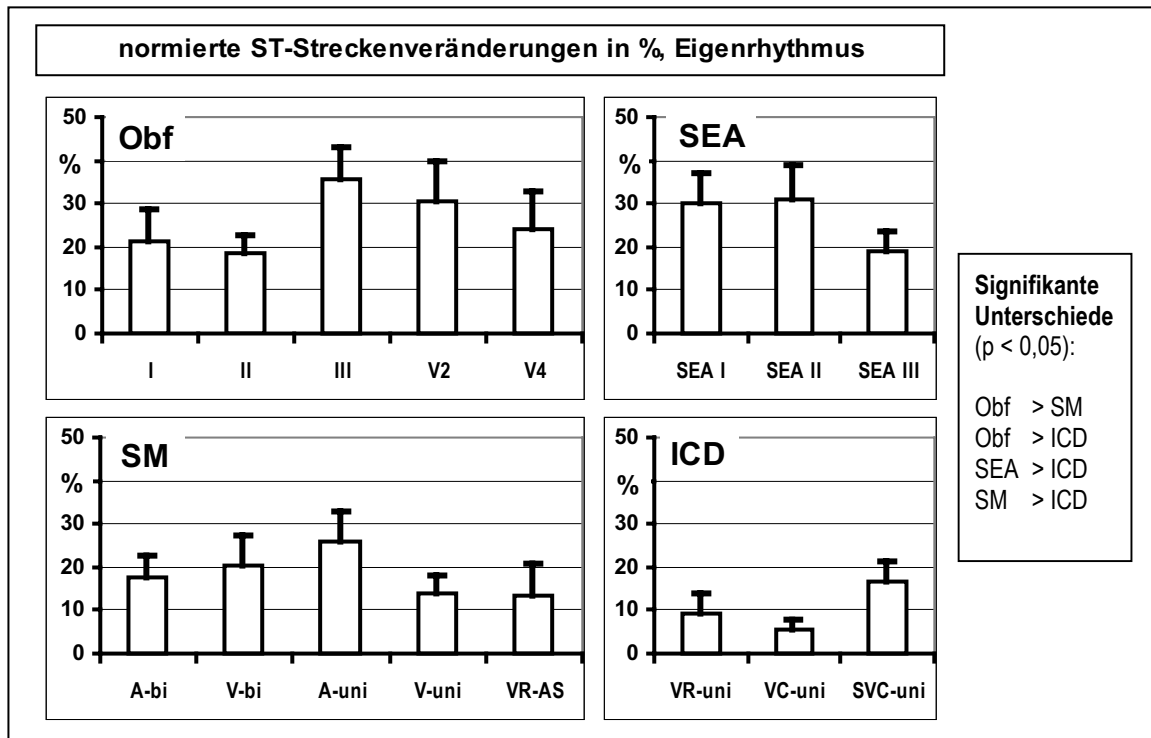 normierte ST-Streckenveränderungen in %, Eigenrhythmus
Obf
50
%
30
20
10
0
I II III V2 V4
SEA
50
%
30
20
10
0
SEA I SEA II SEA III
SM
50
%
30
20
10
0
A-bi V-bi A-uni V-uni VR-AS
ICD
50
%
30
20
10
0
VR-uni VC-uni SVC-uni
Signifikante
Unterschiede
(p < 0,05):
Obf > SM
Obf > ICD
SEA > ICD
SM > ICD